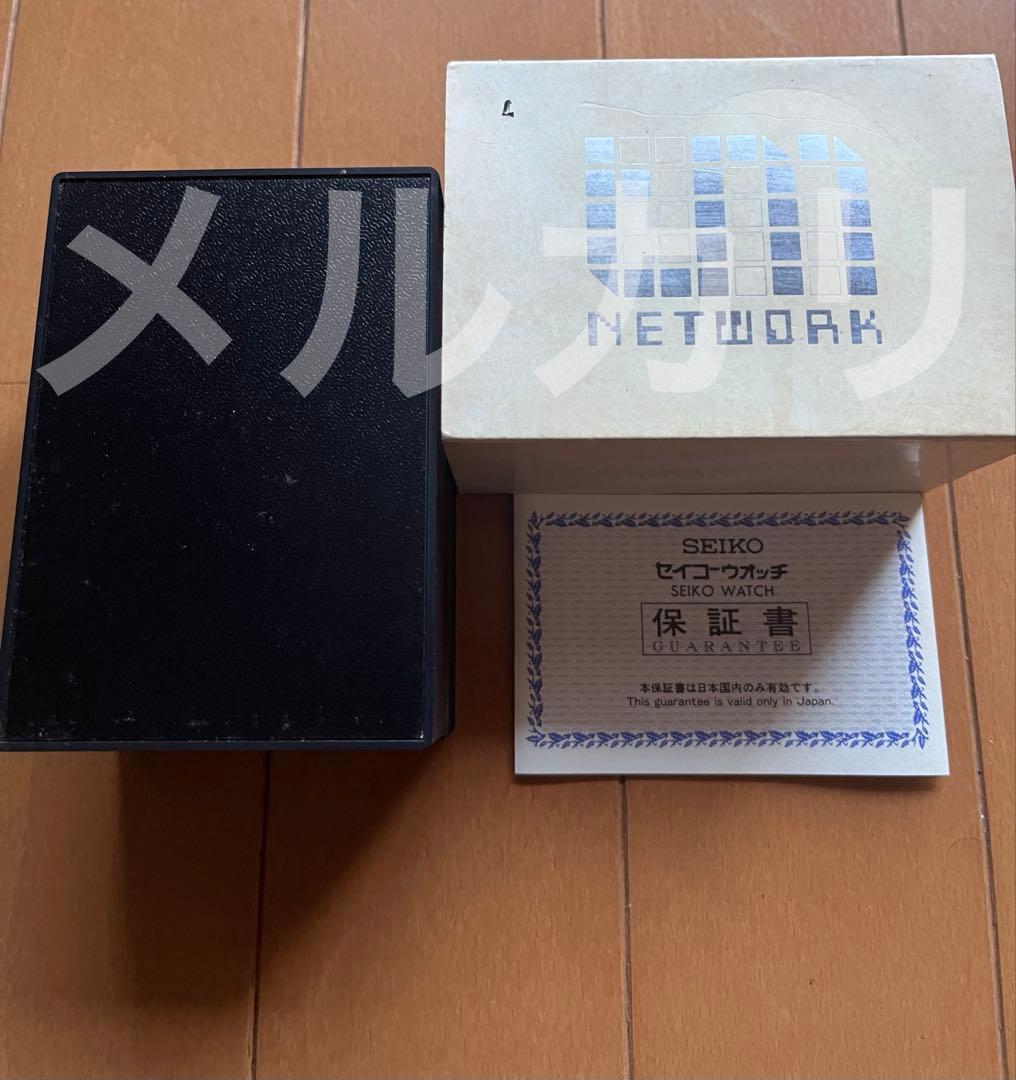 メルカリ
L
NETWORK
SEIKO
セイコーウオッチ
SEIKO WATCH
保証書
GUARANTEE
本保証書は日本国内のみ有効です。
This guarantee is valid only in Japan.